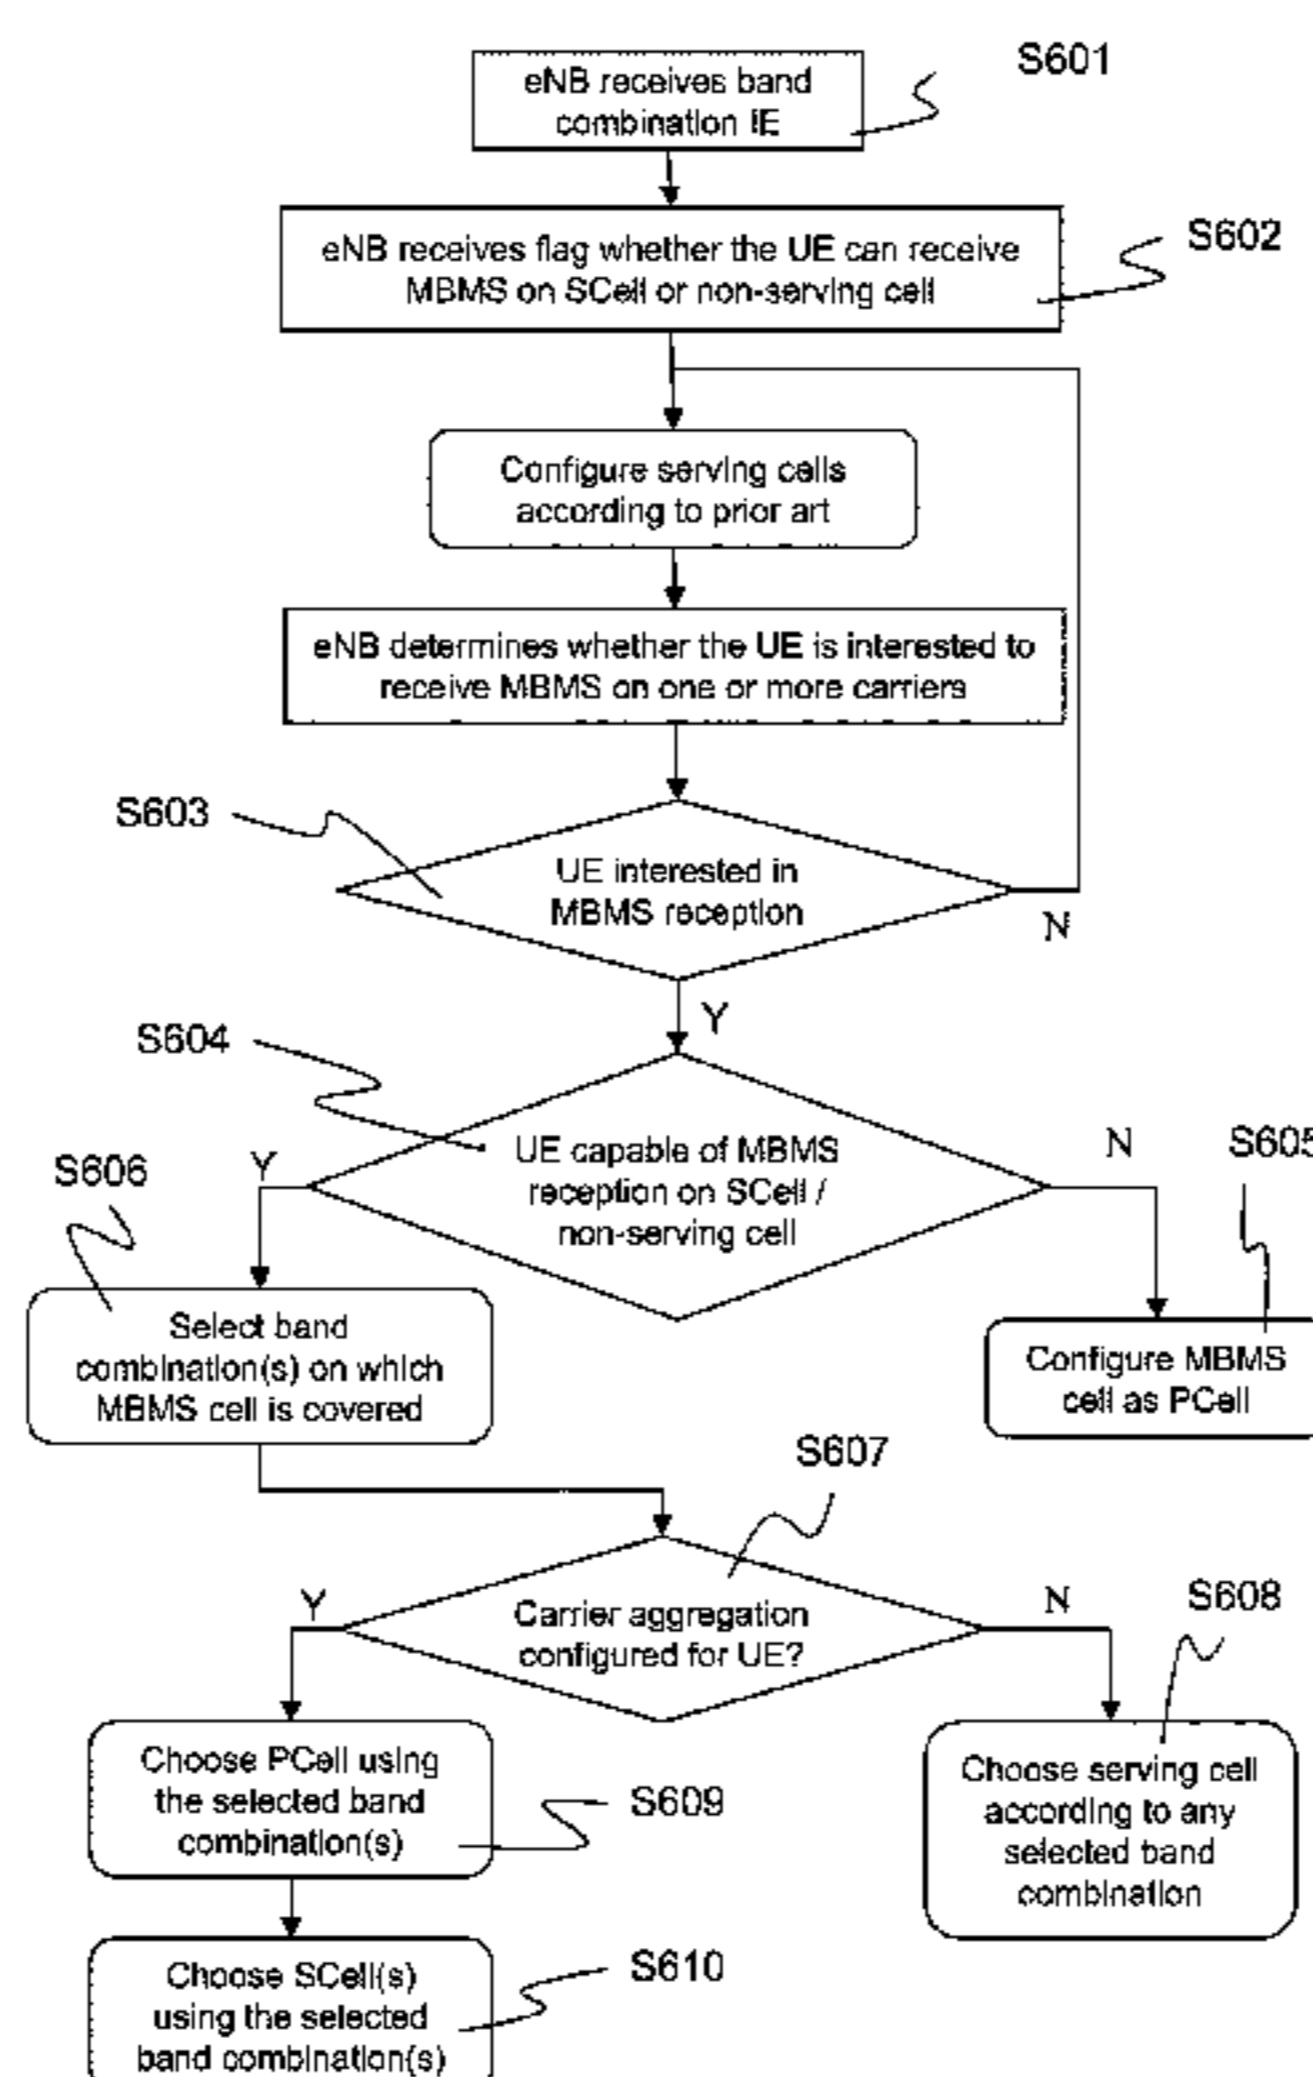 S601
eNB receives band
combination IE
S602
eNB receives flag whether the UE can receive
MBMS on SCell or non-serving cell
Configure serving cells
according to prior art
eNB determines whether the UE is interested to
receive MBMS on one or more carriers
S603
UE interested in
MBMS reception
N
Y
S604
UE capable of MBMS
reception on SCell /
non-serving cell
Y
N
S605
S606
Select band
combination(s) on which
MBMS cell is covered
Configure MBMS
cell as PCell
S607
Carrier aggregation
configured for UE?
Y
N
S608
Choose PCell using
the selected band
combination(s)
S609
Choose serving cell
according to any
selected band
combination
Choose SCell(s)
using the selected
band combination(s)
S610